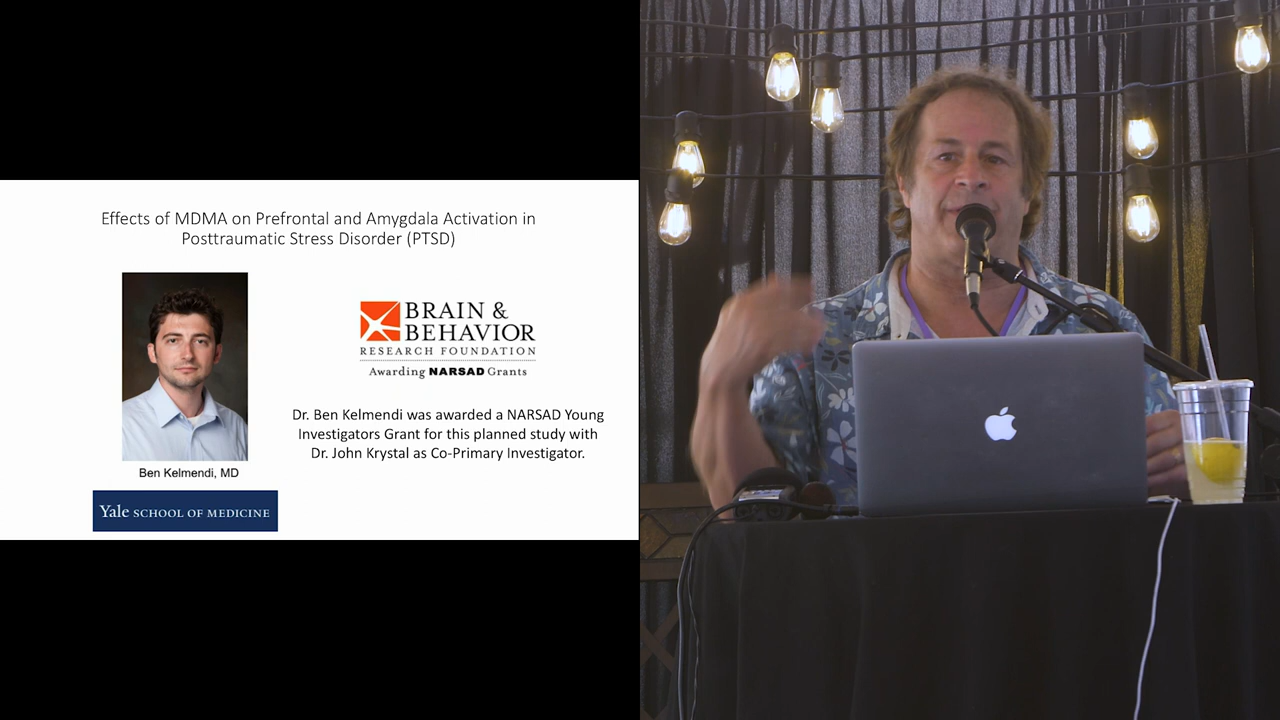 Effects of MDMA on Prefrontal and Amygdala Activation in
Posttraumatic Stress Disorder (PTSD)
BRAIN &
BEHAVIOR
RESEARCH FOUNDATION
Awarding NARSAD Grants
Dr. Ben Kelmendi was awarded a NARSAD Young
Investigators Grant for this planned study with
Dr. John Krystal as Co-Primary Investigator.
Ben Kelmendi, MD
Yale SCHOOL OF MEDICINE